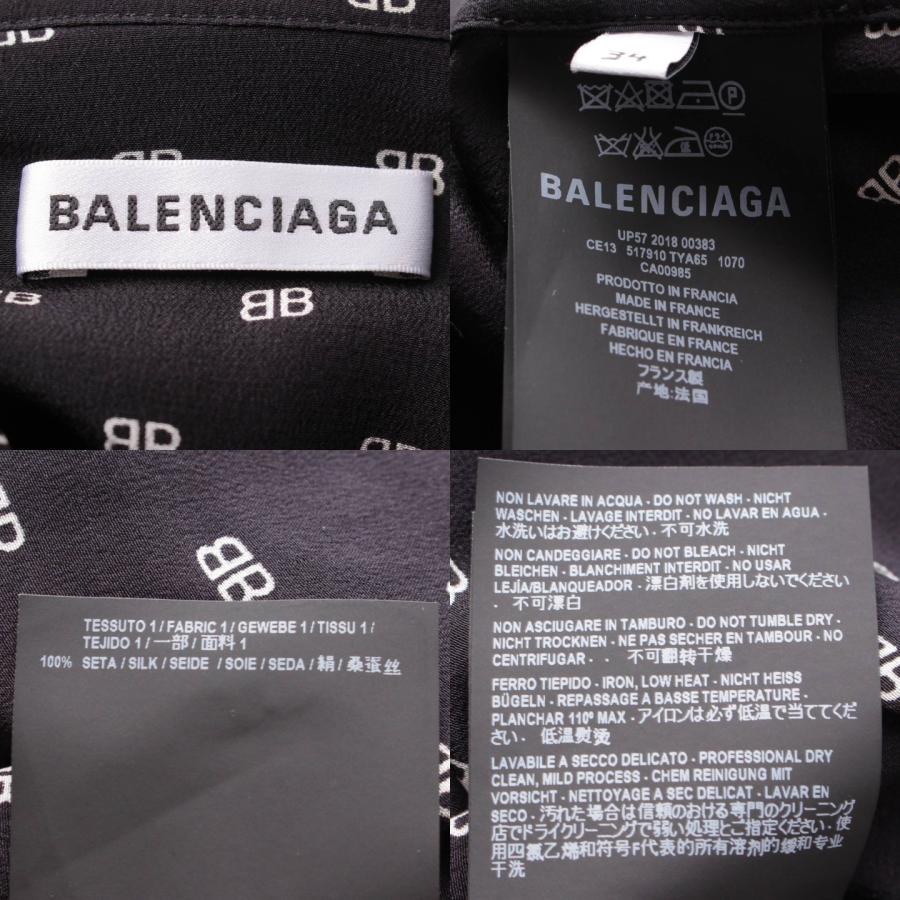 BALENCIAGA
34
BALENCIAGA
UP57 2018 00383
CE13 517910 TYA65 1070
CA00985
PRODOTTO IN FRANCIA
MADE IN FRANCE
HERGESTELLT IN FRANKREICH
FABRIQUE EN FRANCE
HECHO EN FRANCIA
フランス製
产地:法国
TESSUTO 1 / FABRIC 1 / GEWEBE 1 / TISSU 1 /
TEJIDO 1 / 一部 / 面料 1
100% SETA / SILK / SEIDE / SOIE / SEDA / 絹 / 桑蚕丝
NON LAVARE IN ACQUA - DO NOT WASH - NICHT
WASCHEN - LAVAGE INTERDIT - NO LAVAR EN AGUA -
水洗いはお避けください. 不可水洗
NON CANDEGGIARE - DO NOT BLEACH - NICHT
BLEICHEN - BLANCHIMENT INTERDIT - NO USAR
LEJÍA/BLANQUEADOR - 漂白剤を使用しないでください
. 不可漂白
NON ASCIUGARE IN TAMBURO - DO NOT TUMBLE DRY -
NICHT TROCKNEN - NE PAS SECHER EN TAMBOUR - NO
CENTRIFUGAR . . 不可翻转干燥
FERRO TIEPIDO - IRON, LOW HEAT - NICHT HEISS
BÜGELN - REPASSAGE A BASSE TEMPERATURE -
PLANCHAR 110º MAX - アイロンは必ず低温で当ててくだ
さい. 低温熨烫
LAVABILE A SECCO DELICATO - PROFESSIONAL DRY
CLEAN, MILD PROCESS - CHEM REINIGUNG MIT
VORSICHT - NETTOYAGE A SEC DELICAT - LAVAR EN
SECO - 汚れた場合は信頼のおける専門のクリーニング
店でドライクリーニングで弱い処理とご指定ください. 使
用四氯乙烯和符号F代表的所有溶剂的缓和专业
干洗